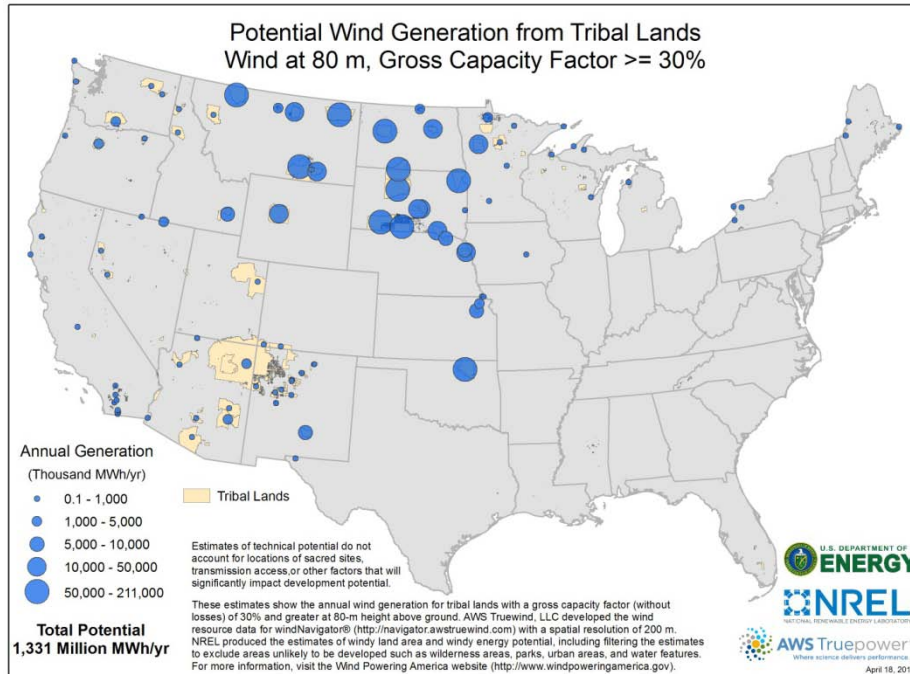 Potential Wind Generation from Tribal Lands
Wind at 80 m, Gross Capacity Factor >= 30%
Annual Generation
(Thousand MWh/yr)
0.1 - 1,000
1,000 - 5,000
5,000 - 10,000
10,000 - 50,000
50,000 - 211,000
Total Potential
1,331 Million MWh/yr
Tribal Lands
Estimates of technical potential do not
account for locations of sacred sites,
transmission access,or other factors that will
significantly impact development potential.
These estimates show the annual wind generation for tribal lands with a gross capacity factor (without
losses) of 30% and greater at 80-m height above ground. AWS Truewind, LLC developed the wind
resource data for windNavigator® (http://navigator.awstruewind.com) with a spatial resolution of 200 m.
NREL produced the estimates of windy land area and windy energy potential, including filtering the estimates
to exclude areas unlikely to be developed such as wilderness areas, parks, urban areas, and water features.
For more information, visit the Wind Powering America website (http://www.windpoweringamerica.gov).
U.S. DEPARTMENT OF
ENERGY
NREL
NATIONAL RENEWABLE ENERGY LABORATORY
AWS Truepower
Where science delivers performance.
April 18, 201